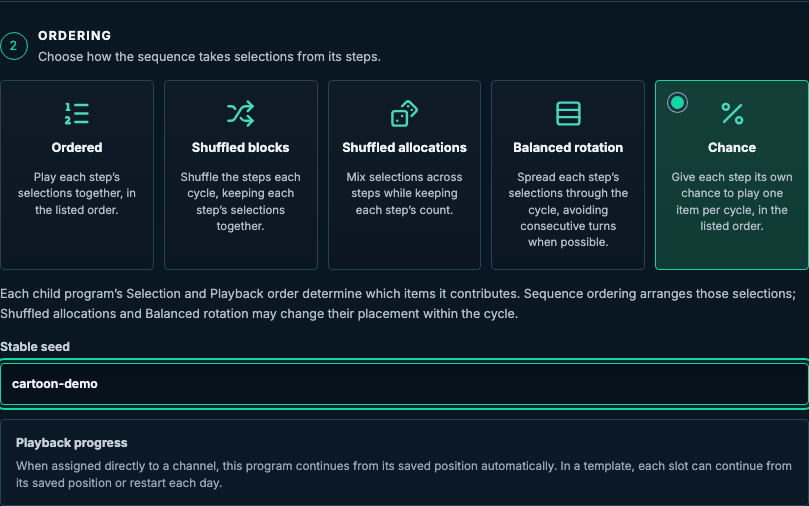 2
ORDERING
Choose how the sequence takes selections from its steps.
1
2
Ordered
Play each step’s
selections together, in
the listed order.
Shuffled blocks
Shuffle the steps each
cycle, keeping each
step’s selections
together.
Shuffled allocations
Mix selections across
steps while keeping
each step’s count.
Balanced rotation
Spread each step’s
selections through the
cycle, avoiding
consecutive turns
when possible.
%
Chance
Give each step its own
chance to play one
item per cycle, in the
listed order.
Each child program’s Selection and Playback order determine which items it contributes. Sequence ordering arranges those selections;
Shuffled allocations and Balanced rotation may change their placement within the cycle.
Stable seed
cartoon-demo
Playback progress
When assigned directly to a channel, this program continues from its saved position automatically. In a template, each slot can continue from
its saved position or restart each day.